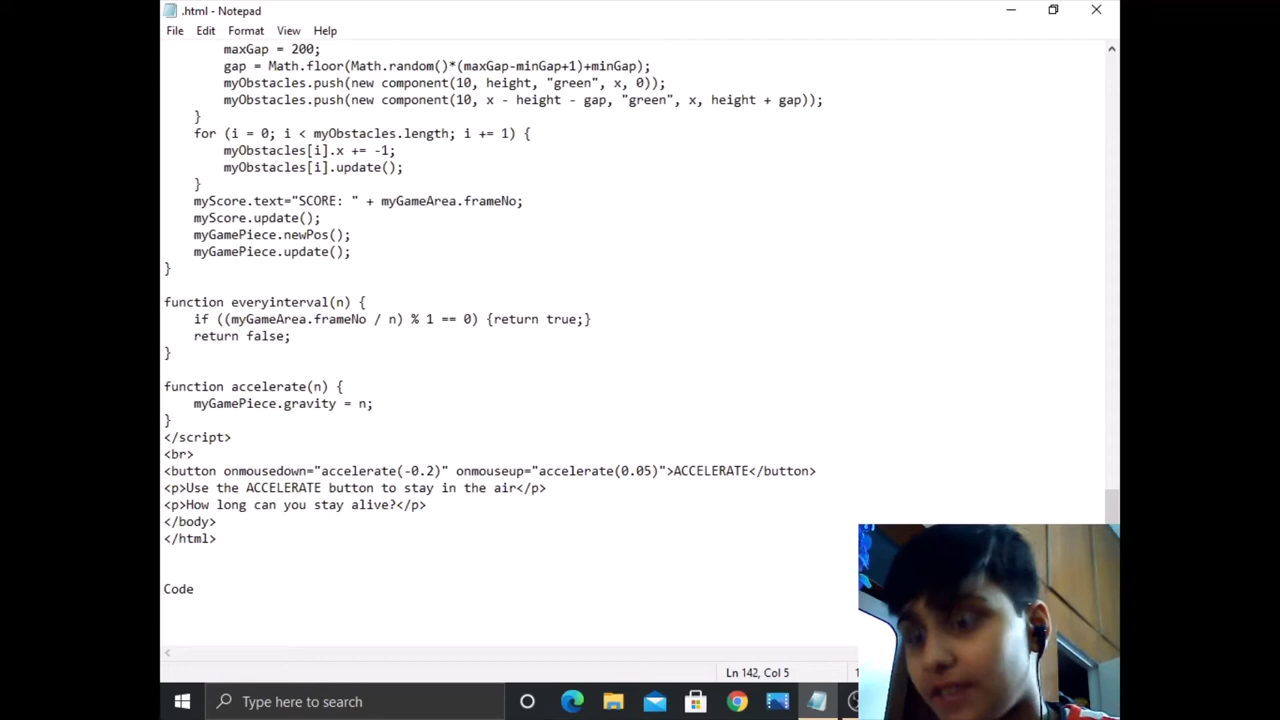 .html - Notepad
File Edit Format View Help
maxGap = 200;
gap = Math.floor(Math.random()*(maxGap-minGap+1)+minGap);
myObstacles.push(new component(10, height, "green", x, 0));
myObstacles.push(new component(10, x - height - gap, "green", x, height + gap));
}
for (i = 0; i < myObstacles.length; i += 1) {
myObstacles[i].x += -1;
myObstacles[i].update();
}
myScore.text="SCORE: " + myGameArea.frameNo;
myScore.update();
myGamePiece.newPos();
myGamePiece.update();
}
function everyinterval(n) {
if ((myGameArea.frameNo / n) % 1 == 0) {return true;}
return false;
}
function accelerate(n) {
myGamePiece.gravity = n;
}
</script>
<br>
<button onmousedown="accelerate(-0.2)" onmouseup="accelerate(0.05)">ACCELERATE</button>
<p>Use the ACCELERATE button to stay in the air</p>
<p>How long can you stay alive?</p>
</body>
</html>
Code
Ln 142, Col 5
Type here to search